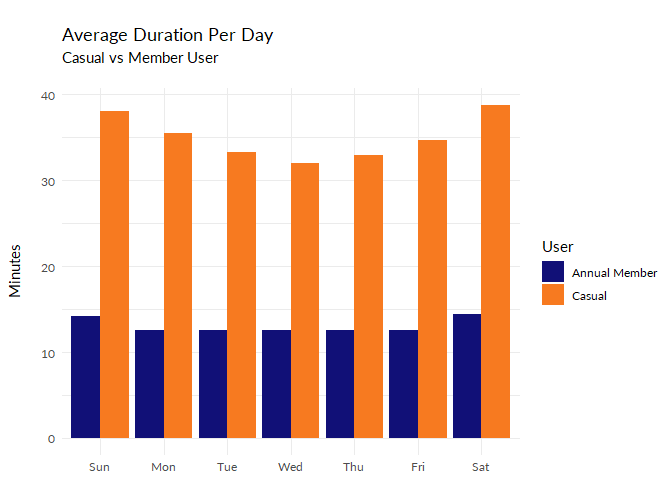 Average Duration Per Day
Casual vs Member User
40
30
20
10
0
Minutes
Sun Mon Tue Wed Thu Fri Sat
User
Annual Member
Casual